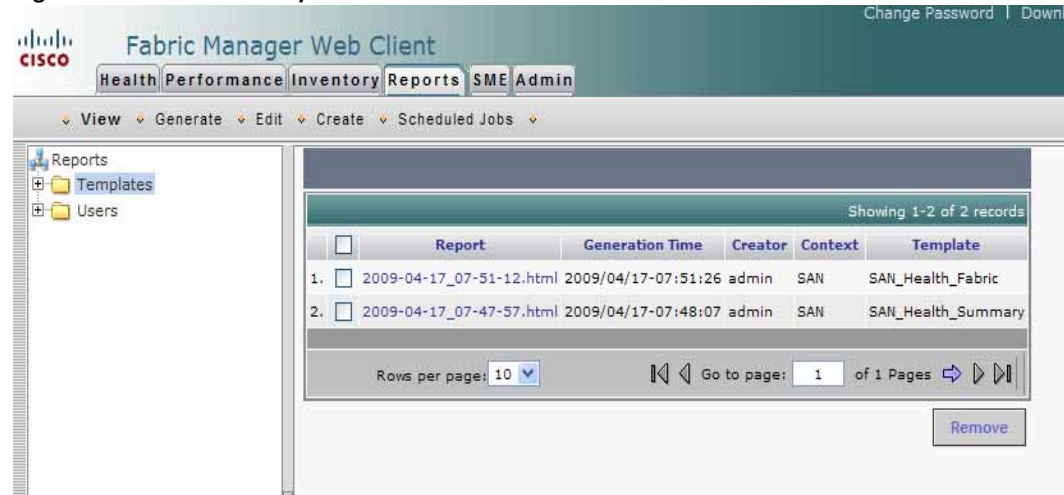 Change Password | Downl
CISCO
Fabric Manager Web Client
Health Performance Inventory Reports SME Admin
View Generate Edit Create Scheduled Jobs
Reports
Templates
Users
Showing 1-2 of 2 records
Report Generation Time Creator Context Template
1. 2009-04-17_07-51-12.html 2009/04/17-07:51:26 admin SAN SAN_Health_Fabric
2. 2009-04-17_07-47-57.html 2009/04/17-07:48:07 admin SAN SAN_Health_Summary
Rows per page: 10 Go to page: 1 of 1 Pages
Remove